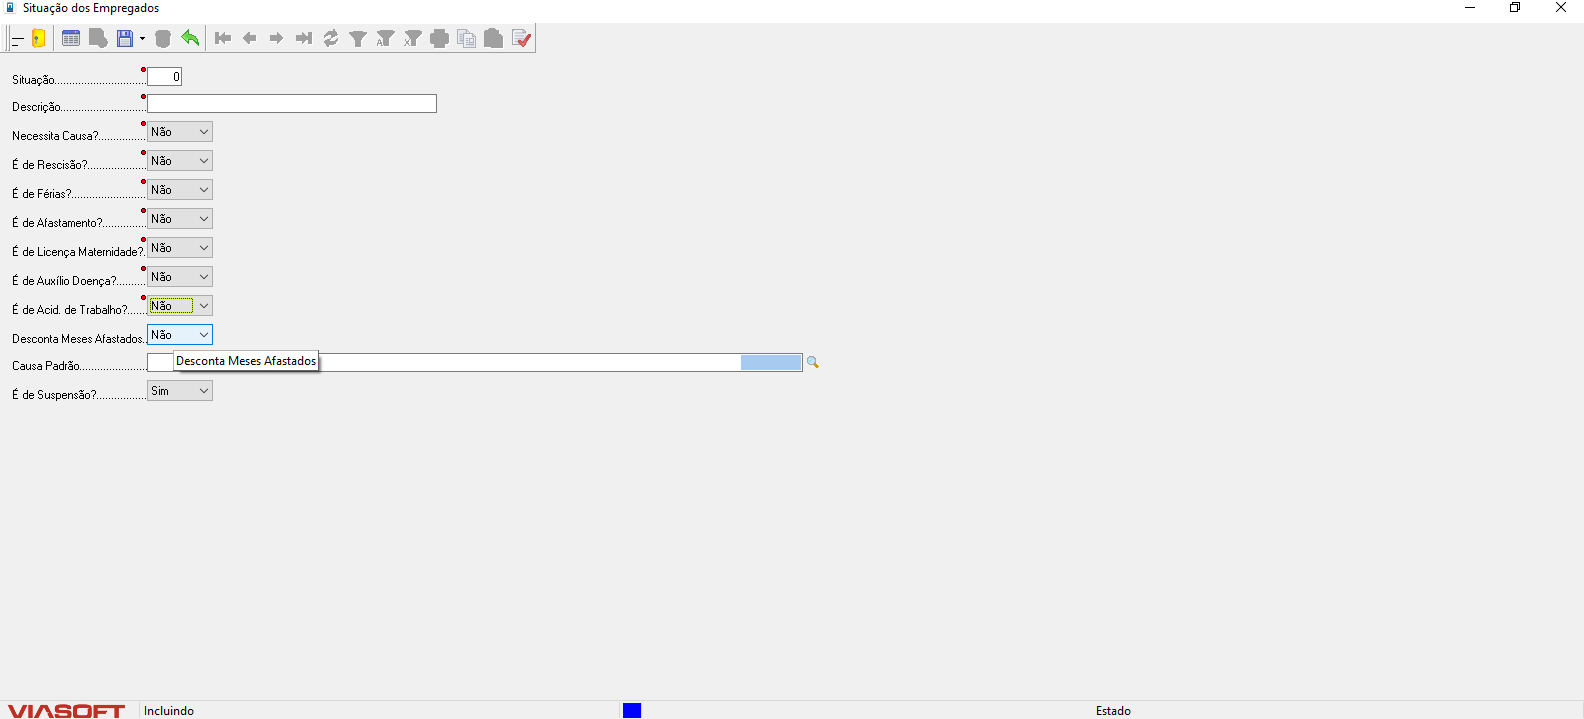 Situação dos Empregados
Situação 0
Descrição
Necessita Causa? Não
É de Rescisão? Não
É de Férias? Não
É de Afastamento? Não
É de Licença Maternidade? Não
É de Auxílio Doença? Não
É de Acid. de Trabalho? Não
Desconta Meses Afastados Não
Desconta Meses Afastados
Causa Padrão
É de Suspensão? Sim
VIASOFT Incluindo Estado